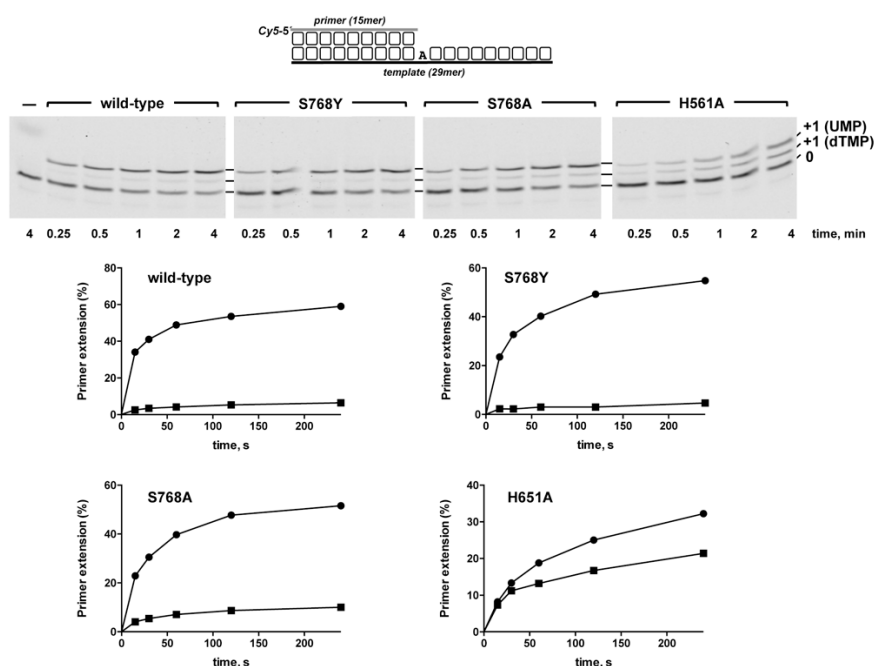 primer (15mer)
Cy5-5'
A
template (29mer)
— wild-type S768Y S768A H561A
+1 (UMP)
+1 (dTMP)
0
4 0.25 0.5 1 2 4 0.25 0.5 1 2 4 0.25 0.5 1 2 4 0.25 0.5 1 2 4 time, min
wild-type
Primer extension (%)
80
60
40
20
0
0 50 100 150 200
time, s
S768Y
Primer extension (%)
60
40
20
0
0 50 100 150 200
time, s
S768A
Primer extension (%)
60
40
20
0
0 50 100 150 200
time, s
H651A
Primer extension (%)
40
30
20
10
0
0 50 100 150 200
time, s